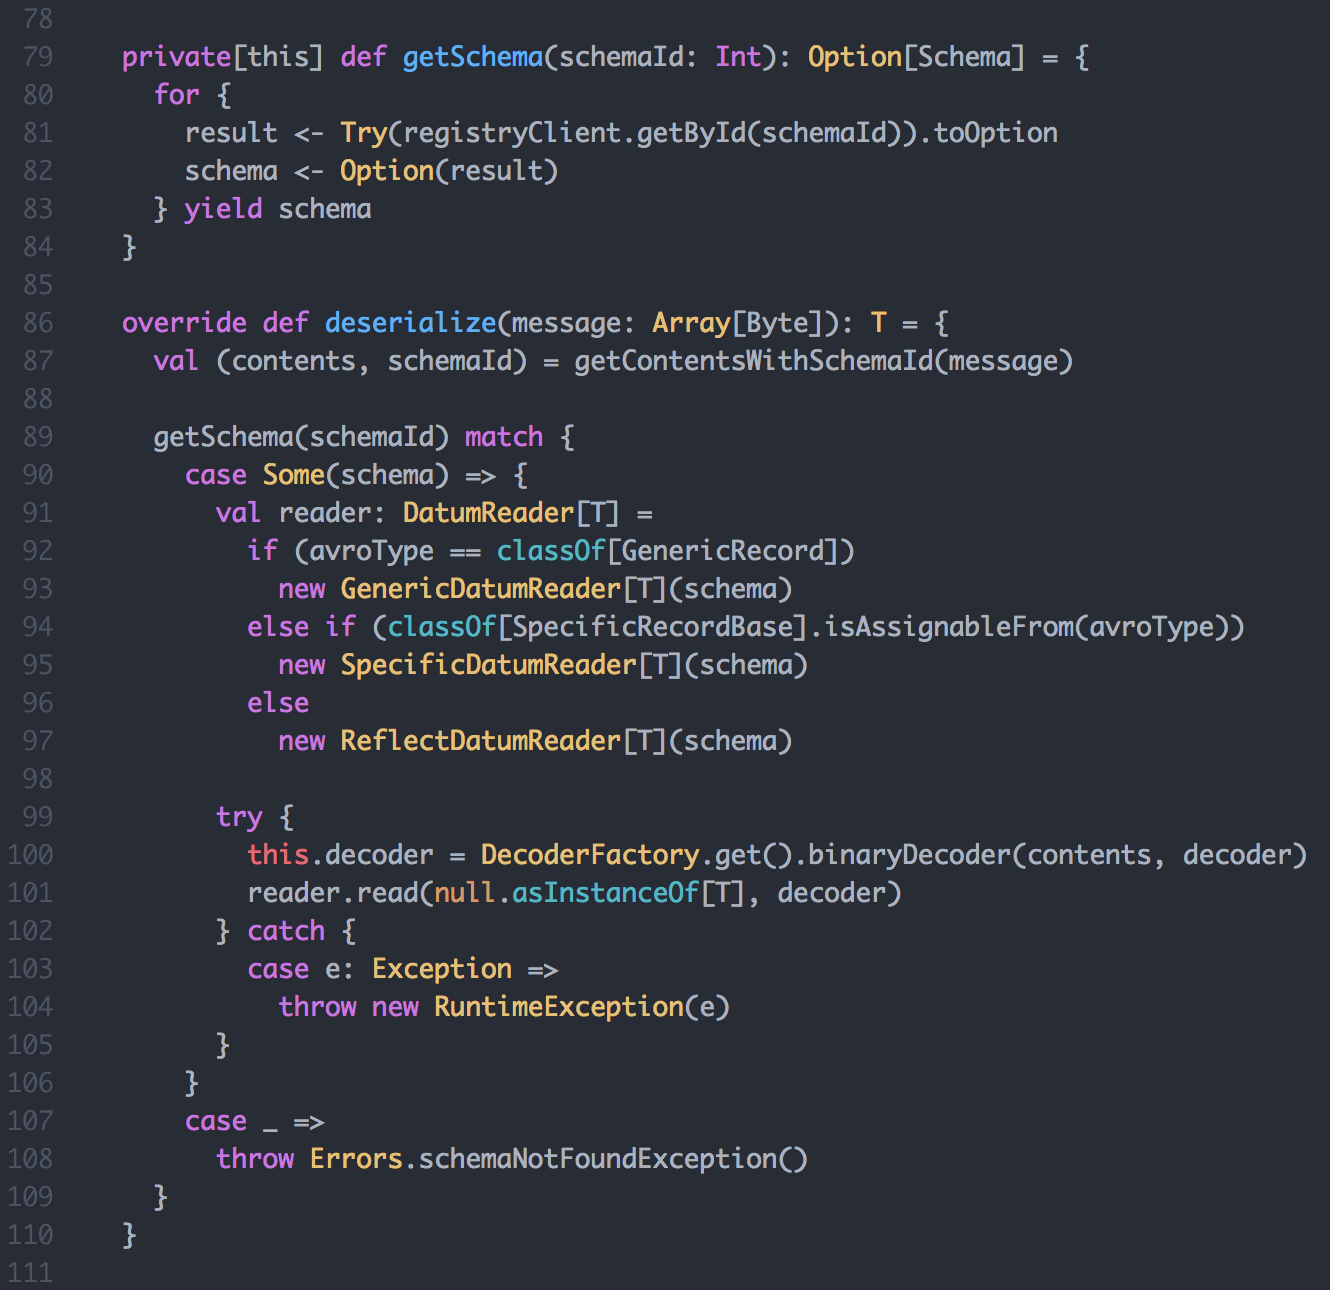 78
79 private[this] def getSchema(schemaId: Int): Option[Schema] = {
80 for {
81 result <- Try(registryClient.getById(schemaId)).toOption
82 schema <- Option(result)
83 } yield schema
84 }
85
86 override def deserialize(message: Array[Byte]): T = {
87 val (contents, schemaId) = getContentsWithSchemaId(message)
88
89 getSchema(schemaId) match {
90 case Some(schema) => {
91 val reader: DatumReader[T] =
92 if (avroType == classOf[GenericRecord])
93 new GenericDatumReader[T](schema)
94 else if (classOf[SpecificRecordBase].isAssignableFrom(avroType))
95 new SpecificDatumReader[T](schema)
96 else
97 new ReflectDatumReader[T](schema)
98
99 try {
100 this.decoder = DecoderFactory.get().binaryDecoder(contents, decoder)
101 reader.read(null.asInstanceOf[T], decoder)
102 } catch {
103 case e: Exception =>
104 throw new RuntimeException(e)
105 }
106 }
107 case _ =>
108 throw Errors.schemaNotFoundException()
109 }
110 }
111